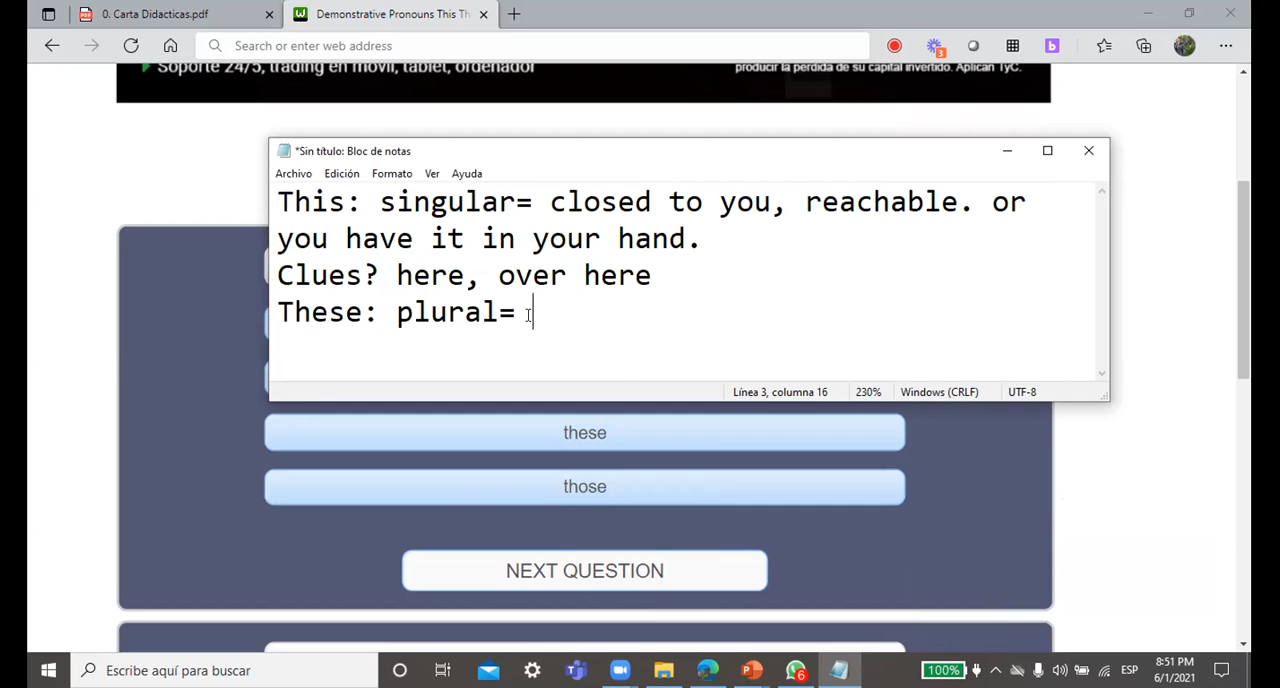 0. Carta Didacticas.pdf
Demonstrative Pronouns This Th
Search or enter web address
3
b
Soporte 24/5, trading en móvil, tablet, ordenador
producir la perdida de su capital invertido. Aplican TyC.
*Sin título: Bloc de notas
Archivo Edición Formato Ver Ayuda
This: singular= closed to you, reachable. or
you have it in your hand.
Clues? here, over here
These: plural=
Línea 3, columna 16 230% Windows (CRLF) UTF-8
these
those
NEXT QUESTION
Escribe aquí para buscar
6
100%
ESP
8:51 PM
6/1/2021